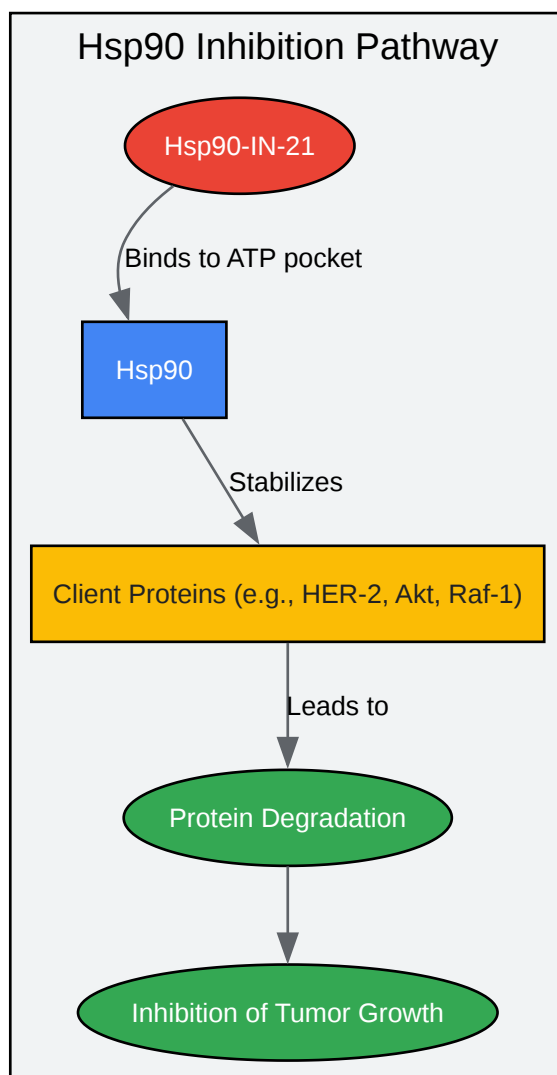 Hsp90 Inhibition Pathway
Hsp90-IN-21
Binds to ATP pocket
Hsp90
Stabilizes
Client Proteins (e.g., HER-2, Akt, Raf-1)
Leads to
Protein Degradation
Inhibition of Tumor Growth